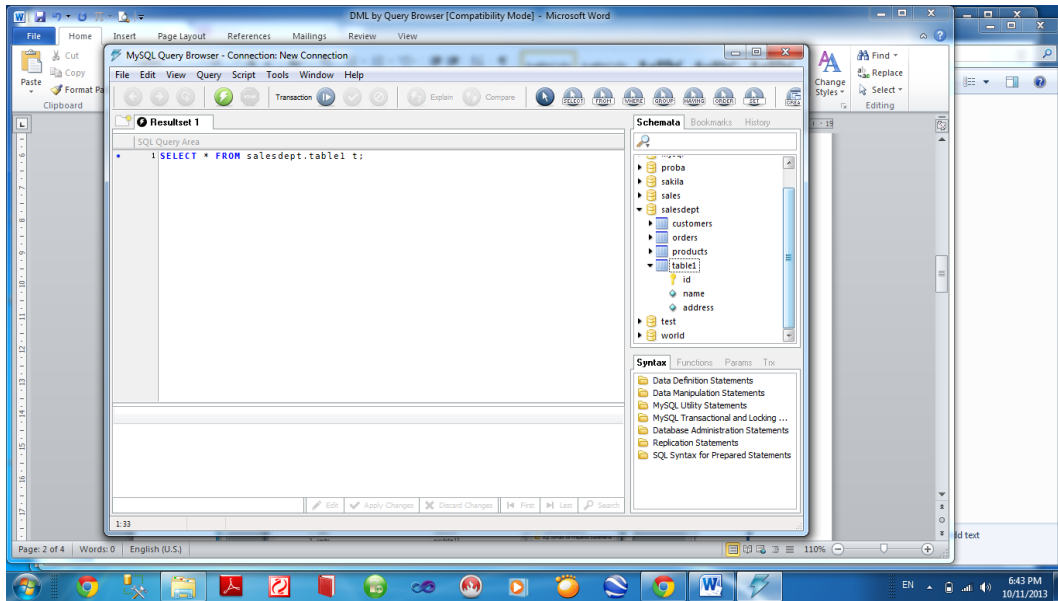 DML by Query Browser [Compatibility Mode] - Microsoft Word
File Home Insert Page Layout References Mailings Review View
Cut
Copy
Format Pa
Paste
Clipboard
Change Styles
Find
Replace
Select
Editing
MySQL Query Browser - Connection: New Connection
File Edit View Query Script Tools Window Help
Transaction Explain Compare SELECT FROM WHERE GROUP HAVING ORDER SET CREA
Resultset 1
SQL Query Area
1 SELECT * FROM salesdept.table1 t;
Schemata Bookmarks History
proba
sakila
sales
salesdept
customers
orders
products
table1
id
name
address
test
world
Syntax Functions Params Trx
Data Definition Statements
Data Manipulation Statements
MySQL Utility Statements
MySQL Transactional and Locking ...
Database Administration Statements
Replication Statements
SQL Syntax for Prepared Statements
Edit Apply Changes Discard Changes First Last Search
1:33
Page: 2 of 4 Words: 0 English (U.S.) 110%
dd text
EN 6:43 PM
10/11/2013